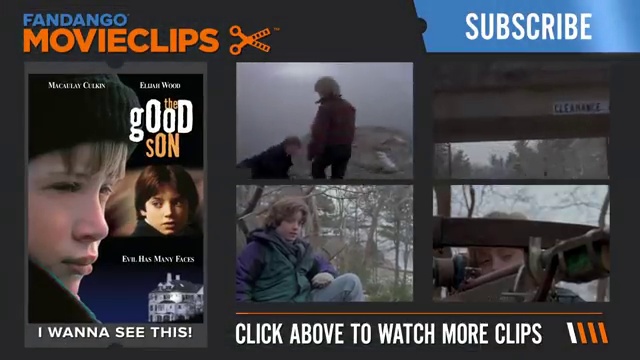 FANDANGO
MOVIECLIPS™
SUBSCRIBE
MACAULAY CULKIN ELIJAH WOOD
the
gOOD
sON
EVIL HAS MANY FACES
CLEARANCE
I WANNA SEE THIS!
CLICK ABOVE TO WATCH MORE CLIPS